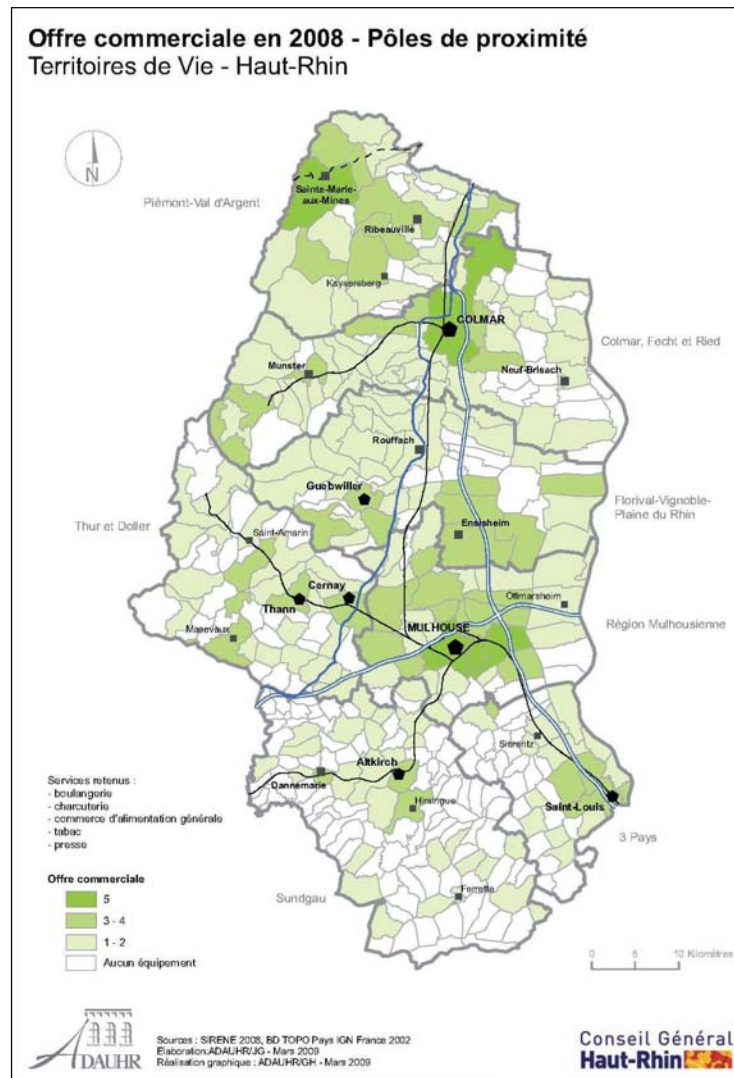 Offre commerciale en 2008 - Pôles de proximité
Territoires de Vie - Haut-Rhin
N
Piémont-Val d'Argent
Sainte-Marie-
aux-Mines
Ribeauvillé
Kaysersberg
COLMAR
Colmar, Fecht et Ried
Munster
Neuf-Brisach
Rouffach
Guebwiller
Florival-Vignoble-
Plaine du Rhin
Thur et Doller
Ensisheim
Saint-Amarin
Cernay
Thann
Ottmarsheim
Région Mulhousienne
Masevaux
MULHOUSE
Sierentz
Altkirch
Dannemarie
Hirsingue
Saint-Louis
3 Pays
Sundgau
Ferrette
Services retenus :
- boulangerie
- charcuterie
- commerce d'alimentation générale
- tabac
- presse
Offre commerciale
5
3 - 4
1 - 2
Aucun équipement
0 5 10 Kilomètres
ADAUHR
Sources : SIRENE 2008, BD TOPO Pays IGN France 2002
Elaboration:ADAUHR/JG - Mars 2009
Réalisation graphique : ADAUHR/GH - Mars 2009
Conseil Général
Haut-Rhin